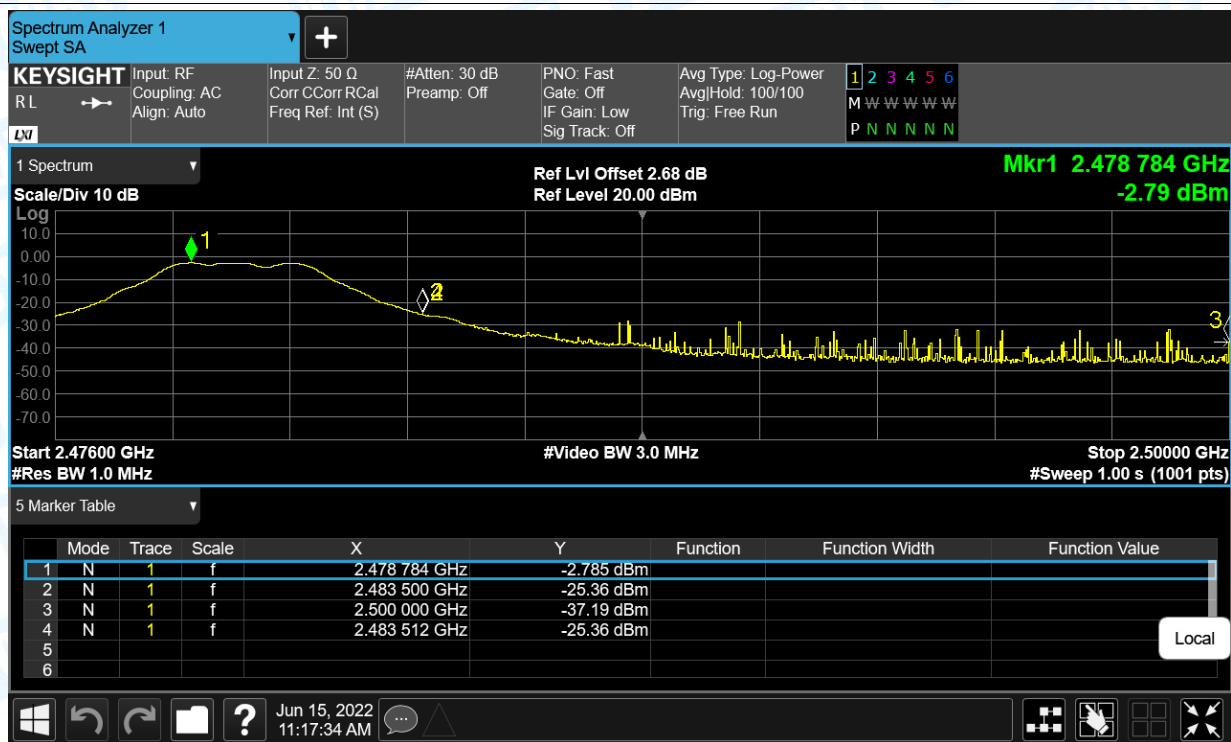 Spectrum Analyzer 1
Swept SA
KEYSIGHT
R L
LXI
Input: RF
Coupling: AC
Align: Auto
Input Z: 50 Ω
Corr CCorr RCal
Freq Ref: Int (S)
#Atten: 30 dB
Preamp: Off
PNO: Fast
Gate: Off
IF Gain: Low
Sig Track: Off
Avg Type: Log-Power
Avg|Hold: 100/100
Trig: Free Run
1 2 3 4 5 6
M W W W W W
P N N N N N
1 Spectrum
Scale/Div 10 dB
Ref Lvl Offset 2.68 dB
Ref Level 20.00 dBm
Mkr1 2.478 784 GHz
-2.79 dBm
Log
10.0
0.00
-10.0
-20.0
-30.0
-40.0
-50.0
-60.0
-70.0
1
2
3
Start 2.47600 GHz
#Res BW 1.0 MHz
#Video BW 3.0 MHz
Stop 2.50000 GHz
#Sweep 1.00 s (1001 pts)
5 Marker Table
Mode Trace Scale X Y Function Function Width Function Value
1 N 1 f 2.478 784 GHz -2.785 dBm
2 N 1 f 2.483 500 GHz -25.36 dBm
3 N 1 f 2.500 000 GHz -37.19 dBm
4 N 1 f 2.483 512 GHz -25.36 dBm
5
6
Local
?
Jun 15, 2022
11:17:34 AM